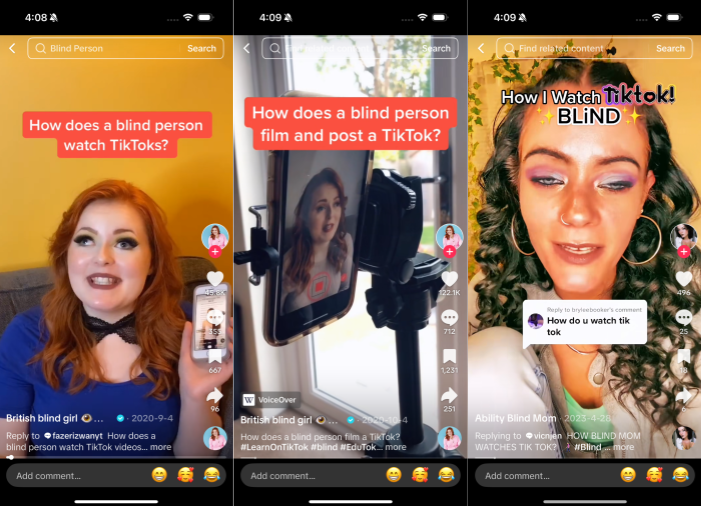 4:08
Blind Person
Search
How does a blind person
watch TikToks?
667
96
British blind girl ... · 2020-9-4
Reply to fazerizwanyt How does a
blind person watch TikTok videos... more
Add comment...
4:09
Search
How does a blind person
film and post a TikTok?
122.1K
712
1,231
251
W VoiceOver
British blind girl ... · 2020-10-4
How does a blind person film a TikTok?
#LearnOnTikTok #blind #EduTok... more
Add comment...
4:09
Find related content
Search
How I Watch Tiktok!
BLiND
496
Reply to bryleebooker's comment
How do u watch tik
tok
25
18
6
Ability Blind Mom · 2023-4-28
Replying to vicnjen HOW BLIND MOM
WATCHES TIK TOK? #Blind ... more
Add comment...